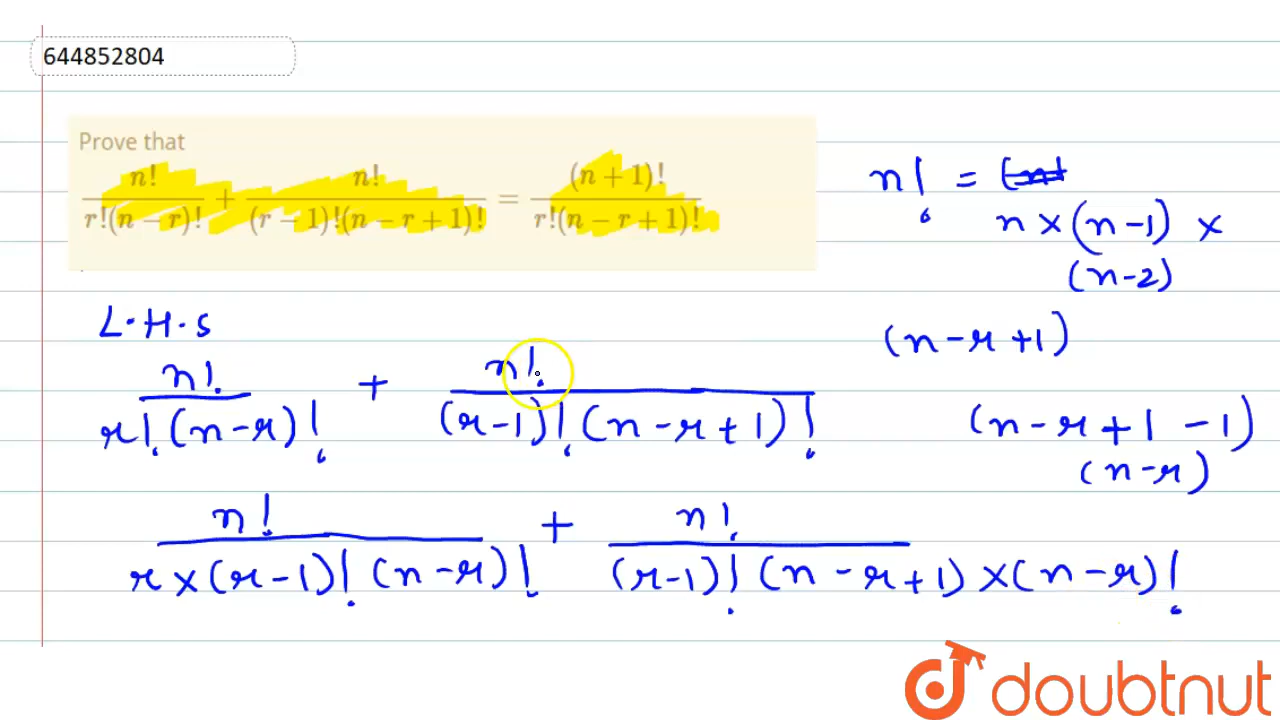 644852804
Prove that
n!/(r!(n − r)!) + n!/((r − 1)!(n − r + 1)!) = (n + 1)!/(r!(n − r + 1)!)
n! =
n × (n-1) ×
(n-2)
L.H.S
(n-r+1)
n!/(r!(n-r)!) + n!/((r-1)!(n-r+1)!)
(n-r+1-1)
(n-r)
n!/(r×(r-1)!(n-r)!) + n!/((r-1)!(n-r+1)×(n-r)!)
doubtnut